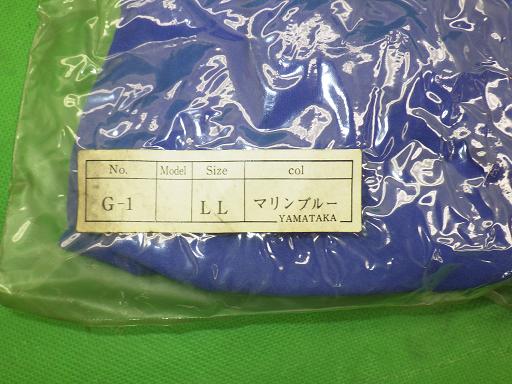 No. Model Size col
G-1 LL マリンブルー
YAMATAKA